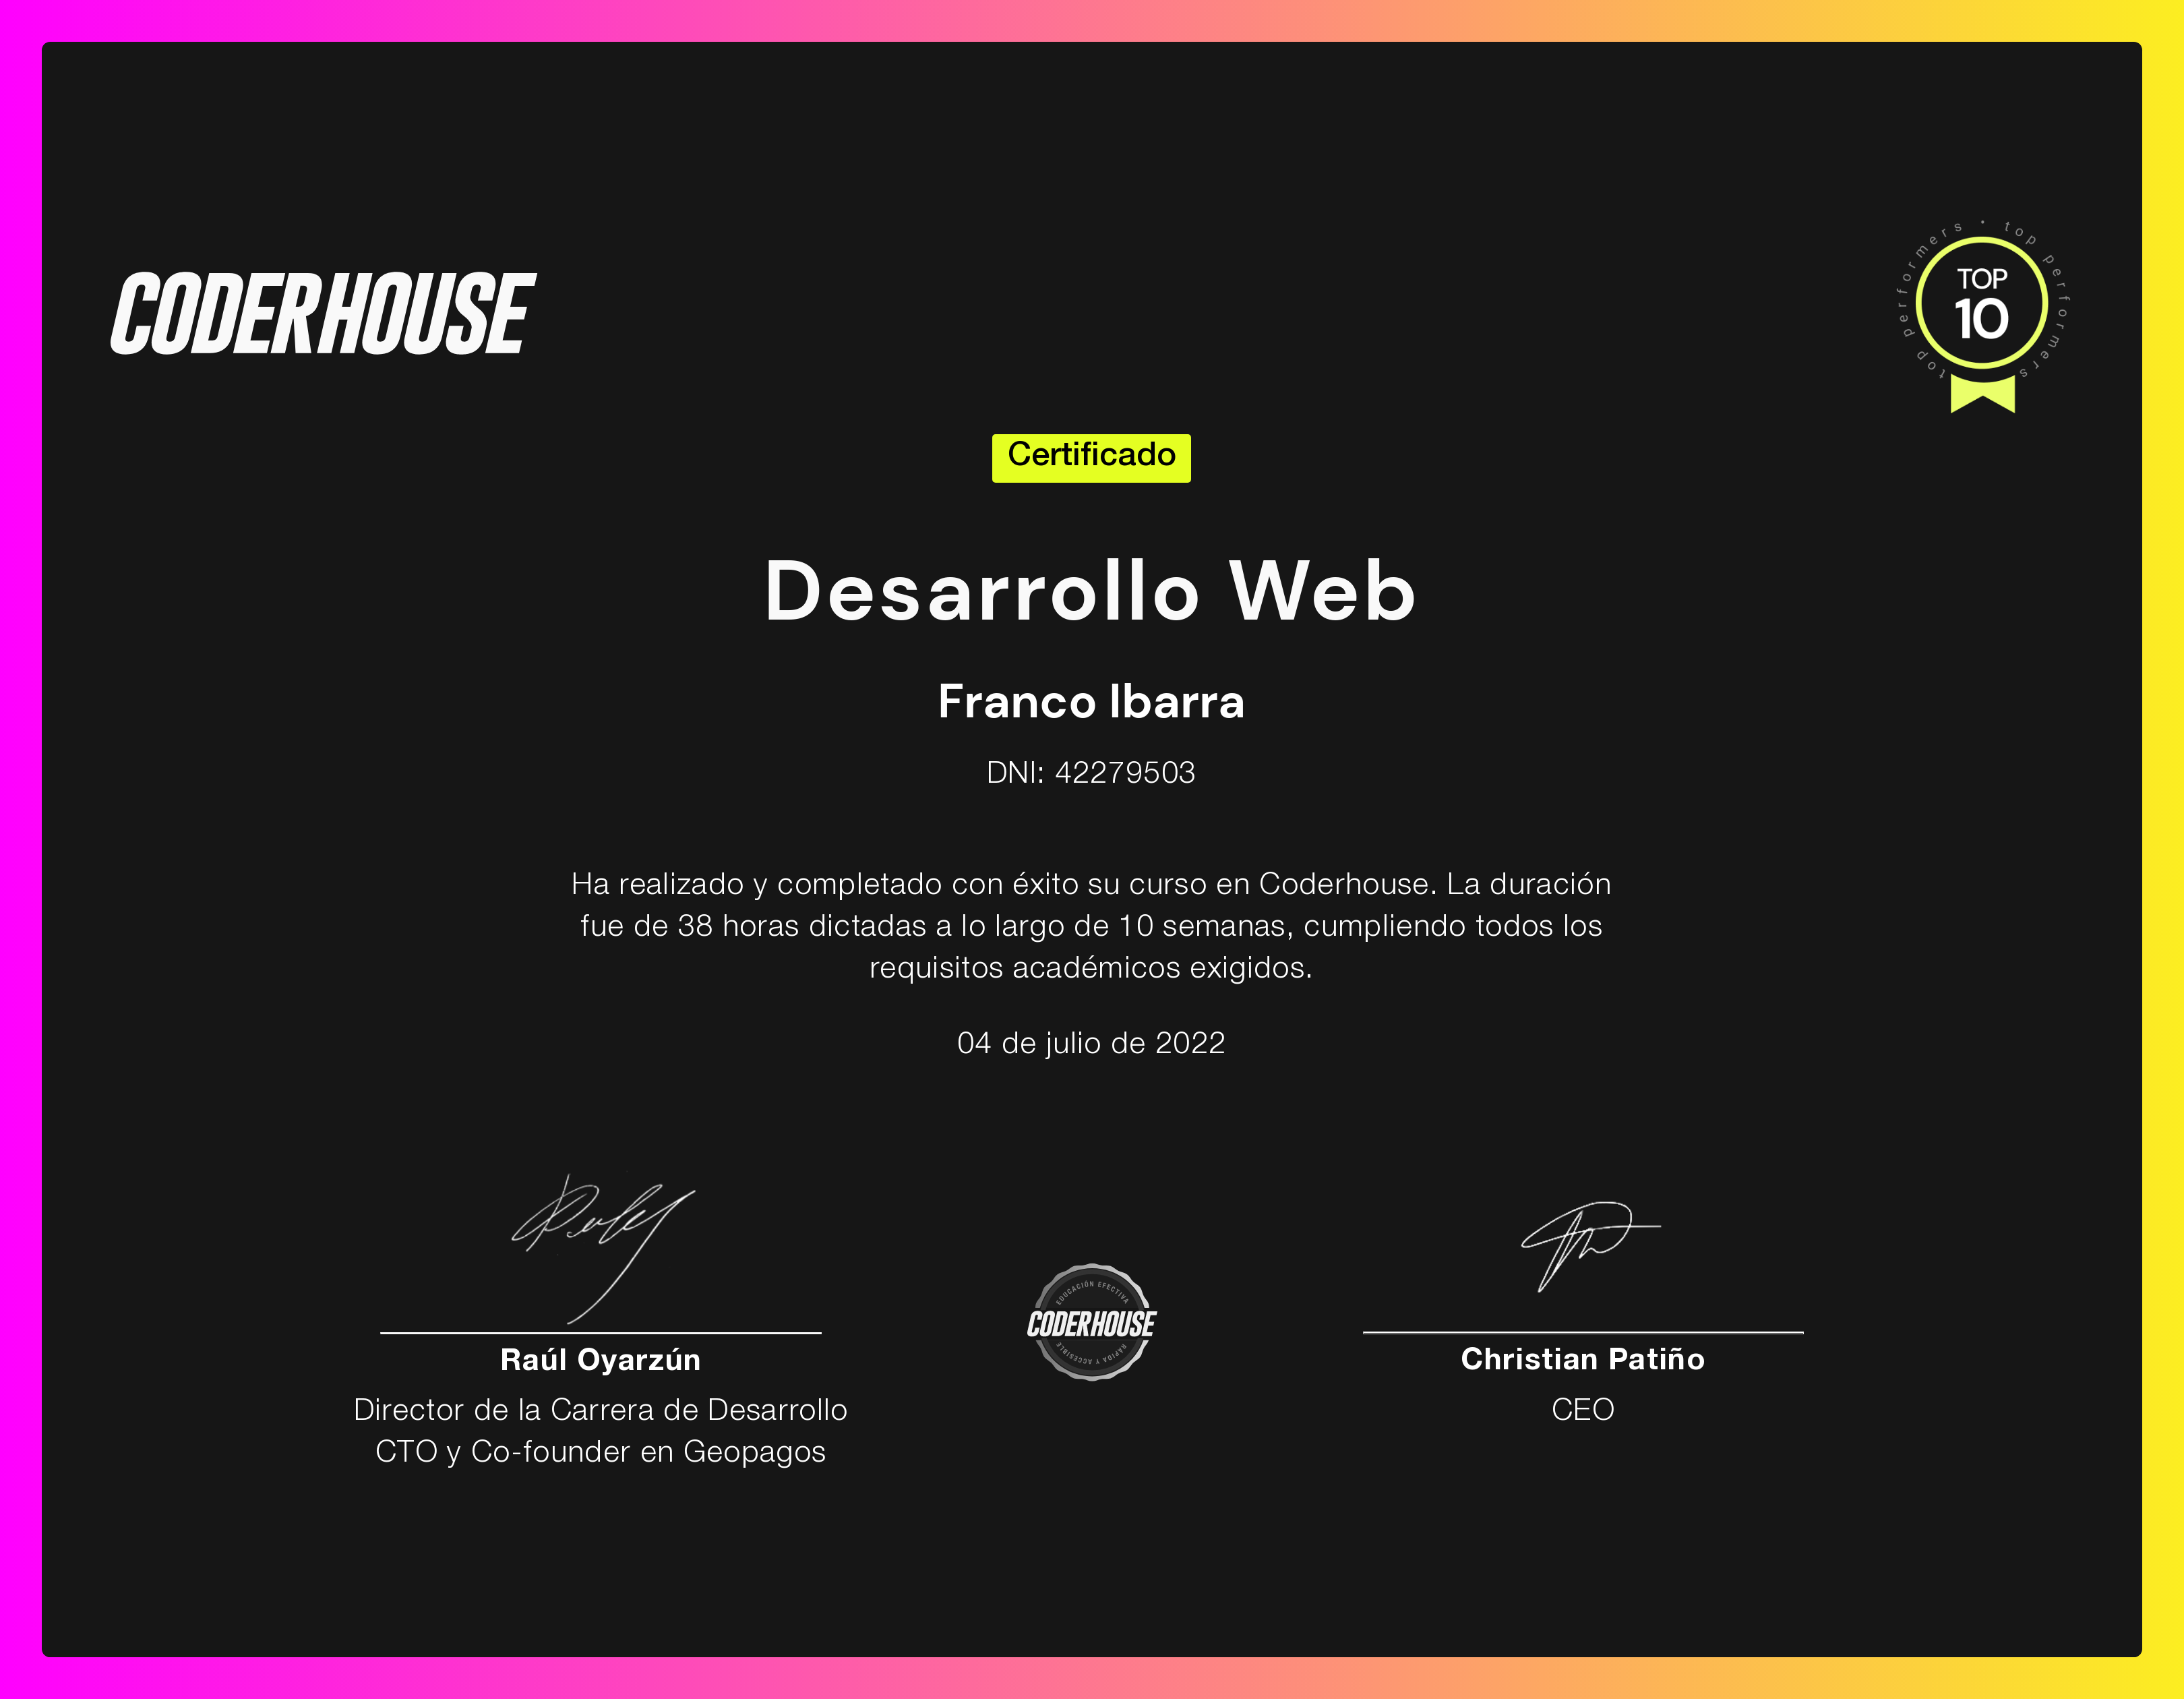 CODERHOUSE
top performers • top performers
TOP
10
Certificado
Desarrollo Web
Franco Ibarra
DNI: 42279503
Ha realizado y completado con éxito su curso en Coderhouse. La duración
fue de 38 horas dictadas a lo largo de 10 semanas, cumpliendo todos los
requisitos académicos exigidos.
04 de julio de 2022
EDUCACIÓN EFECTIVA
CODERHOUSE
RÁPIDA Y ACCESIBLE
Raúl Oyarzún
Director de la Carrera de Desarrollo
CTO y Co-founder en Geopagos
Christian Patiño
CEO